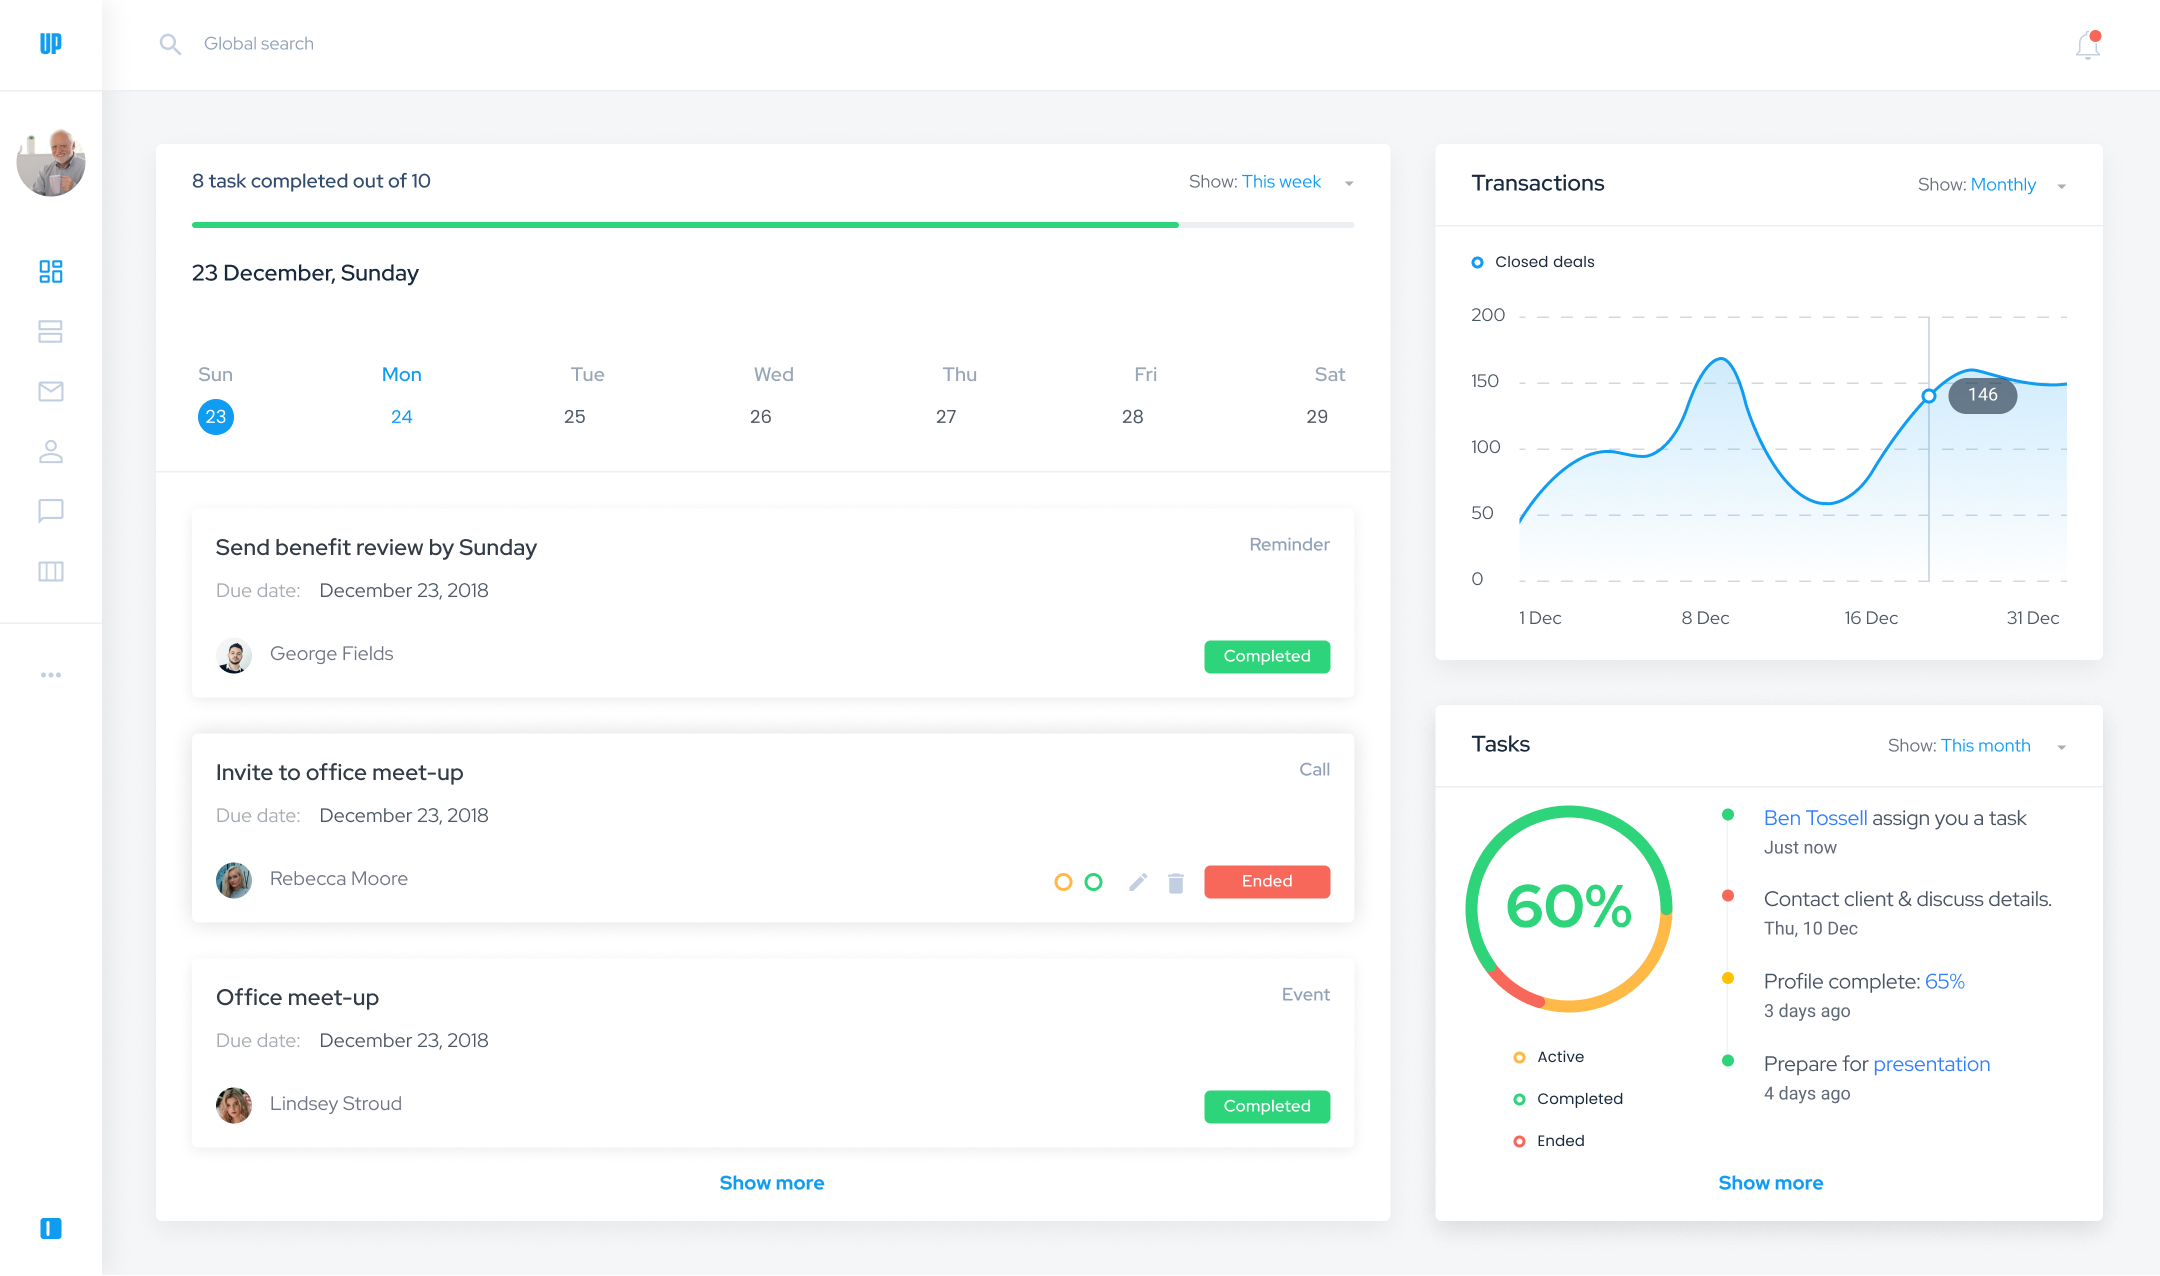 UP
Global search
8 task completed out of 10
Show: This week
23 December, Sunday
Sun Mon Tue Wed Thu Fri Sat
23 24 25 26 27 28 29
Send benefit review by Sunday
Reminder
Due date: December 23, 2018
George Fields
Completed
Invite to office meet-up
Call
Due date: December 23, 2018
Rebecca Moore
Ended
Office meet-up
Event
Due date: December 23, 2018
Lindsey Stroud
Completed
Show more
Transactions
Show: Monthly
Closed deals
200
150
146
100
50
0
1 Dec 8 Dec 16 Dec 31 Dec
Tasks
Show: This month
60%
Active
Completed
Ended
Ben Tossell assign you a task
Just now
Contact client & discuss details.
Thu, 10 Dec
Profile complete: 65%
3 days ago
Prepare for presentation
4 days ago
Show more